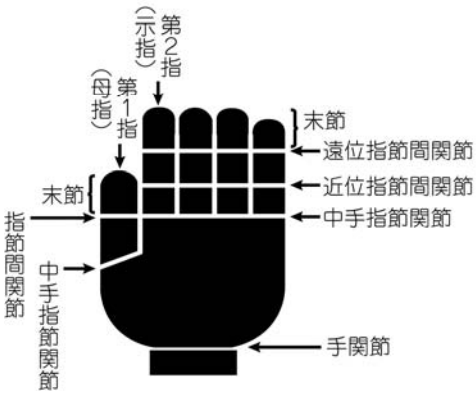 第2指
（示指）
第1指
（母指）
末節
遠位指節間関節
近位指節間関節
中手指節関節
末節
指節間関節
中手指節関節
手関節